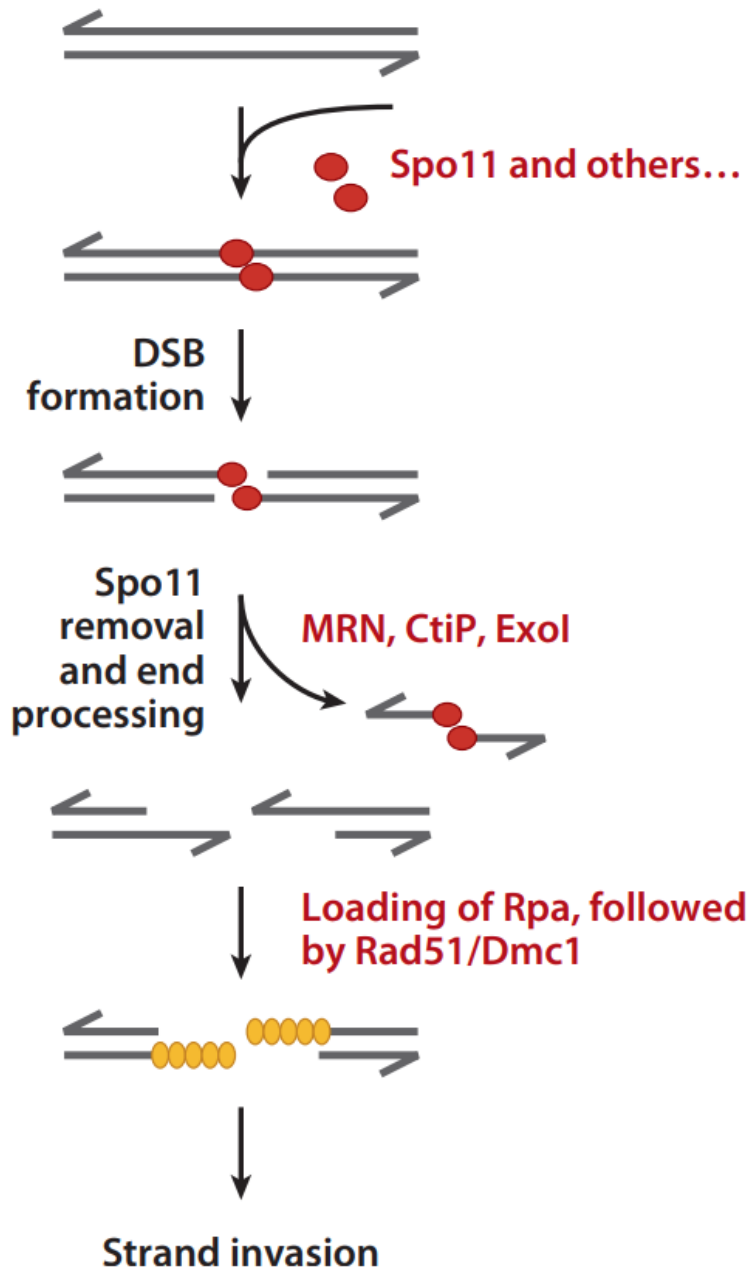 Spo11 and others…
DSB
formation
Spo11
removal
and end
processing
MRN, CtiP, ExoI
Loading of Rpa, followed
by Rad51/Dmc1
Strand invasion